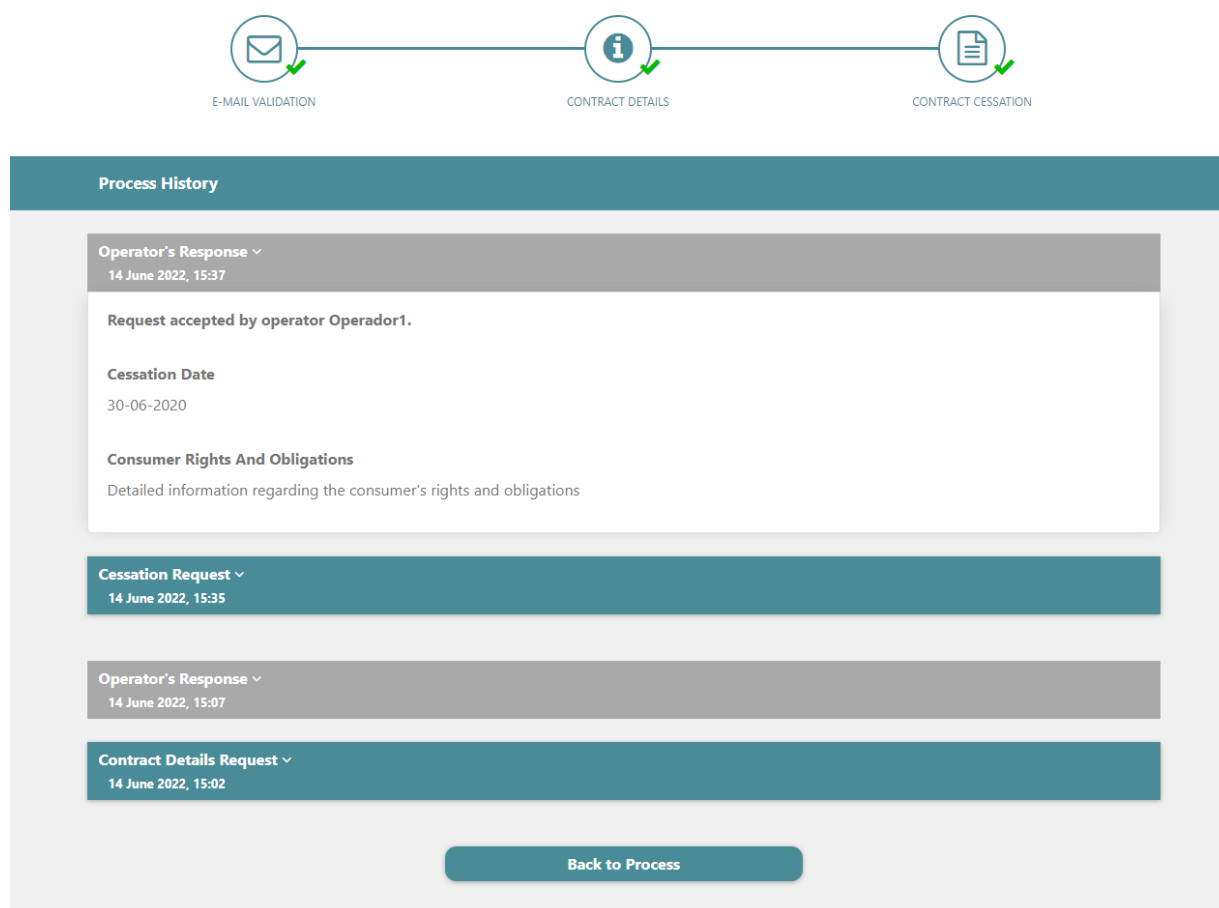 E-MAIL VALIDATION
CONTRACT DETAILS
CONTRACT CESSATION
Process History
Operator's Response
14 June 2022, 15:37
Request accepted by operator Operador1.
Cessation Date
30-06-2020
Consumer Rights And Obligations
Detailed information regarding the consumer's rights and obligations
Cessation Request
14 June 2022, 15:35
Operator's Response
14 June 2022, 15:07
Contract Details Request
14 June 2022, 15:02
Back to Process